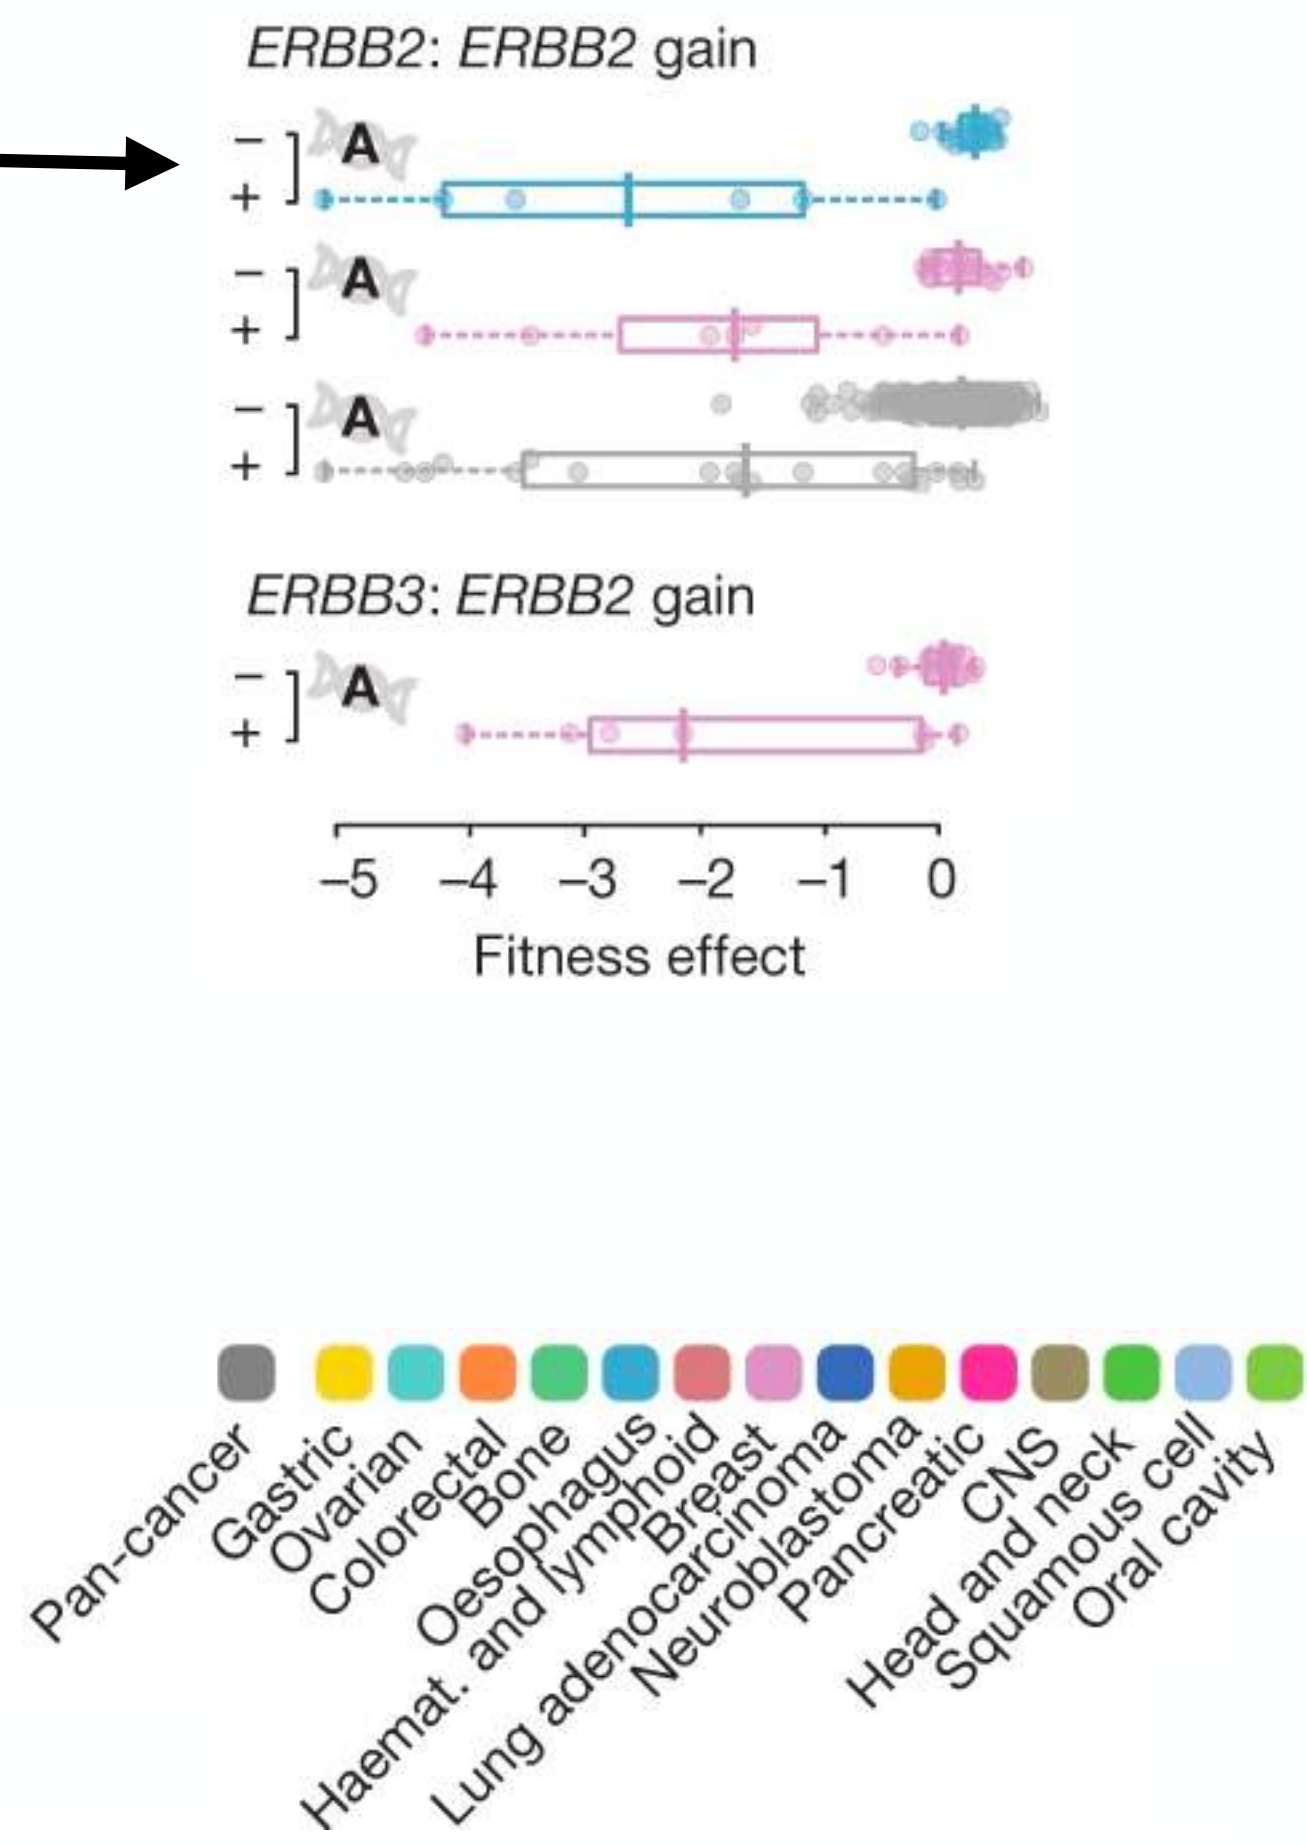 ERBB2: ERBB2 gain
– A
+
– A
+
– A
+
ERBB3: ERBB2 gain
– A
+
–5 –4 –3 –2 –1 0
Fitness effect
Pan-cancer
Gastric
Ovarian
Colorectal
Bone
Oesophagus
Haemat. and lymphoid
Breast
Lung adenocarcinoma
Neuroblastoma
Pancreatic
CNS
Head and neck
Squamous cell
Oral cavity